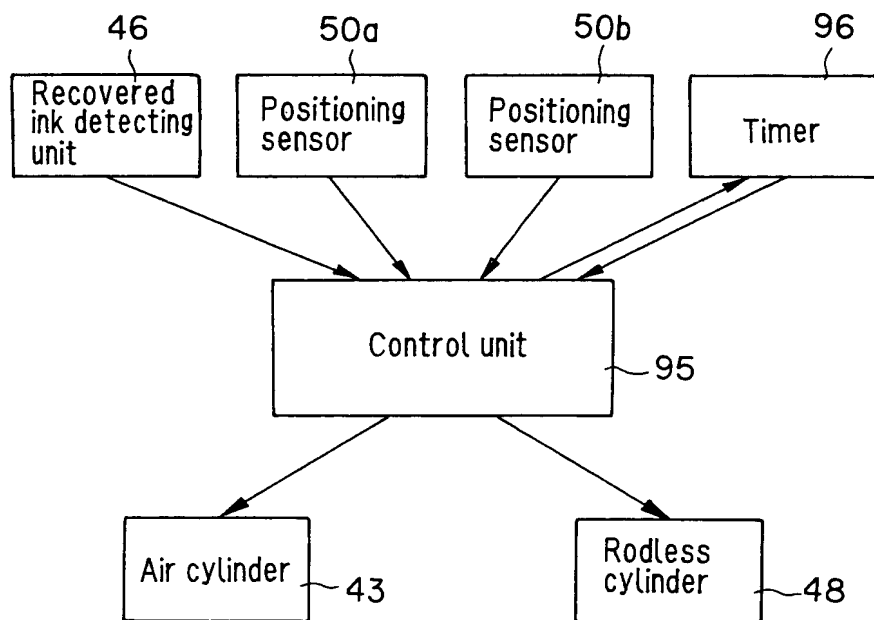 46
50a
50b
96
Recovered
ink detecting
unit
Positioning
sensor
Positioning
sensor
Timer
Control unit
95
Air cylinder
43
Rodless
cylinder
48